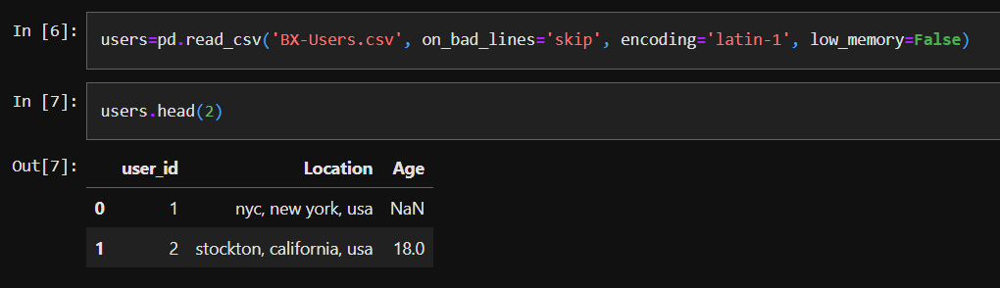 In [6]: users=pd.read_csv('BX-Users.csv', on_bad_lines='skip', encoding='latin-1', low_memory=False)
In [7]: users.head(2)
Out[7]:
user_id Location Age
0 1 nyc, new york, usa NaN
1 2 stockton, california, usa 18.0